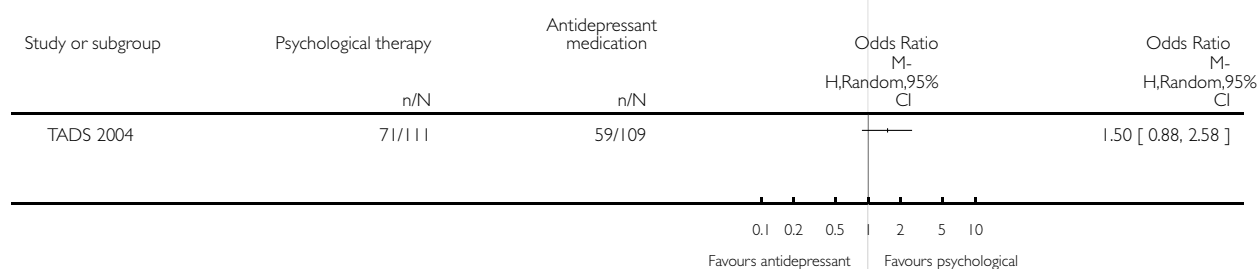 Study or subgroup Psychological therapy Antidepressant medication Odds Ratio Odds Ratio
M-H,Random,95% CI M-H,Random,95% CI
n/N n/N
TADS 2004 71/111 59/109 1.50 [ 0.88, 2.58 ]
0.1 0.2 0.5 1 2 5 10
Favours antidepressant Favours psychological